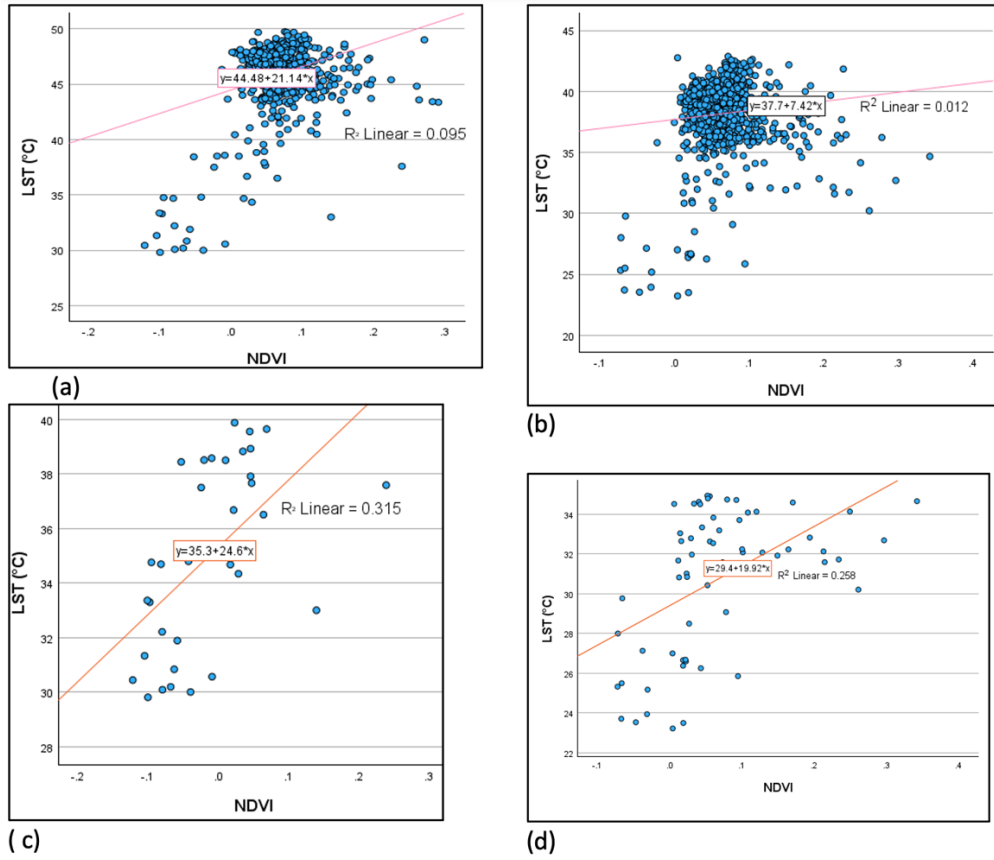 50
45
40
35
30
25
LST (°C)
y=44.48+21.14*x
R² Linear = 0.095
-.2
-.1
.0
.1
.2
.3
NDVI
(a)
45
40
35
30
25
20
LST (°C)
y=37.7+7.42*x
R² Linear = 0.012
-.1
.0
.1
.2
.3
.4
NDVI
(b)
40
38
36
34
32
30
28
LST (°C)
R² Linear = 0.315
y=35.3+24.6*x
-.2
-.1
.0
.1
.2
.3
NDVI
( c)
34
32
30
28
26
24
22
LST (°C)
y=29.4+19.92*x
R² Linear = 0.258
-.1
.0
.1
.2
.3
.4
NDVI
(d)